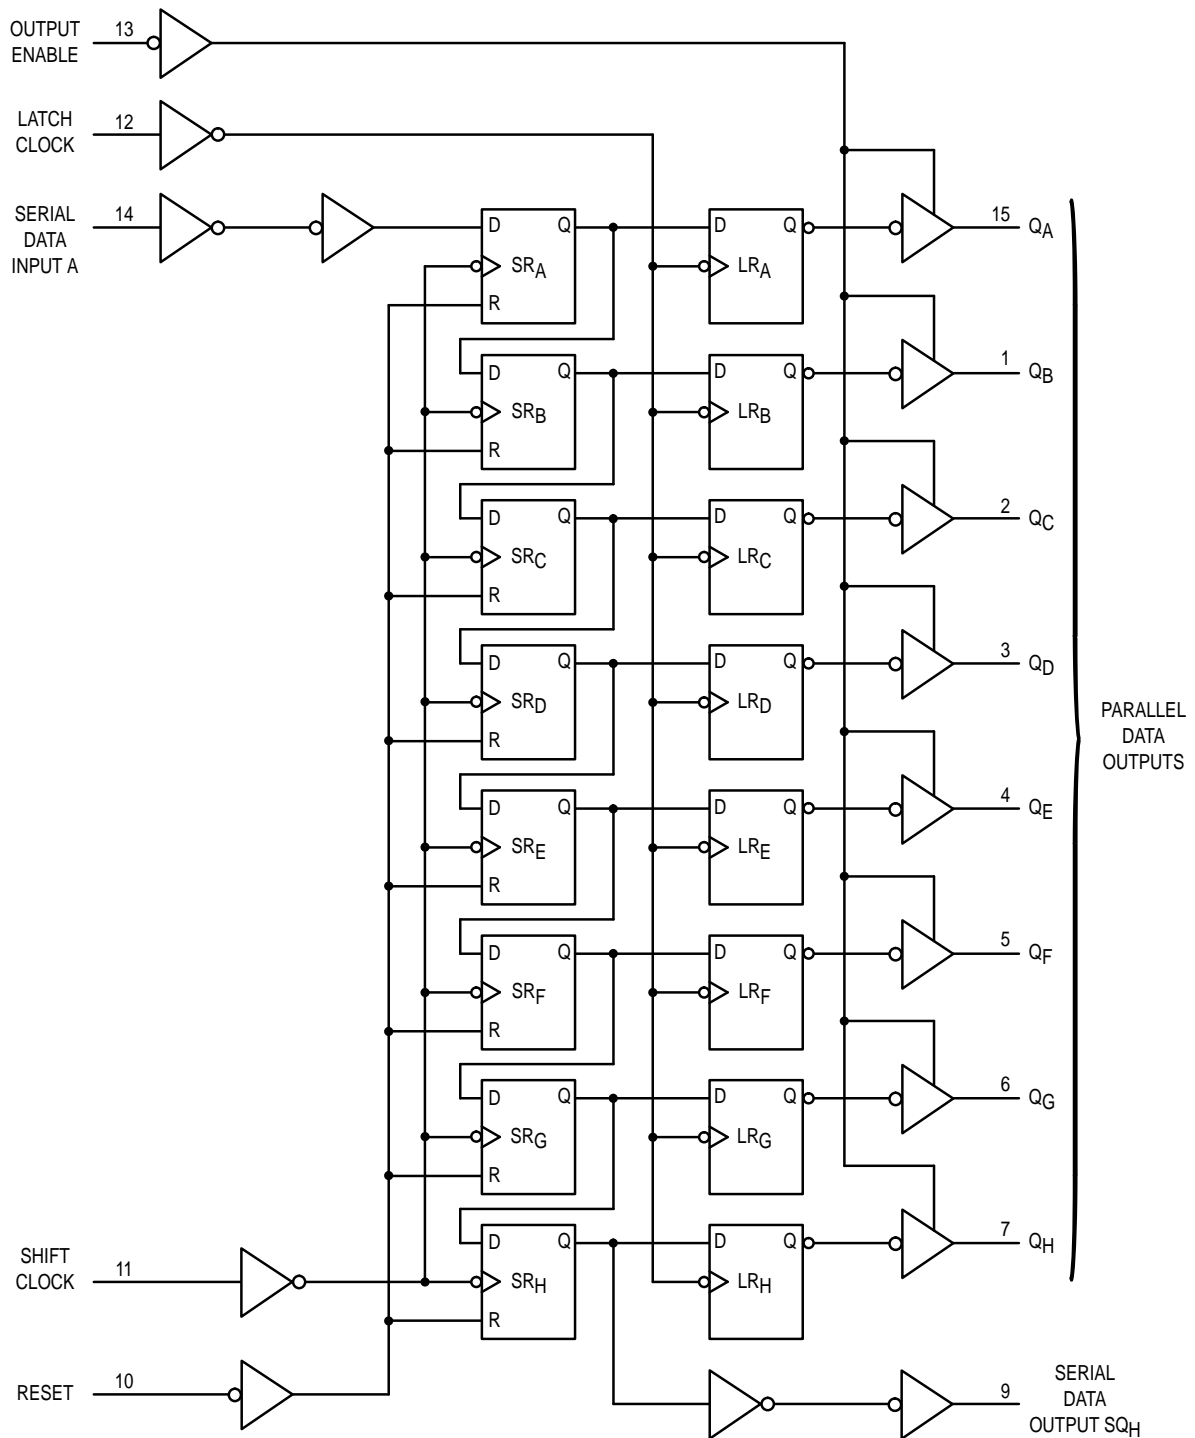 OUTPUT
ENABLE
13
LATCH
CLOCK
12
SERIAL
DATA
INPUT A
14
D Q
SRA
R
D Q
LRA
15 QA
D Q
SRB
R
D Q
LRB
1 QB
D Q
SRC
R
D Q
LRC
2 QC
D Q
SRD
R
D Q
LRD
3 QD
PARALLEL
DATA
OUTPUTS
D Q
SRE
R
D Q
LRE
4 QE
D Q
SRF
R
D Q
LRF
5 QF
D Q
SRG
R
D Q
LRG
6 QG
SHIFT
CLOCK
11
D Q
SRH
R
D Q
LRH
7 QH
RESET
10
9
SERIAL
DATA
OUTPUT SQH